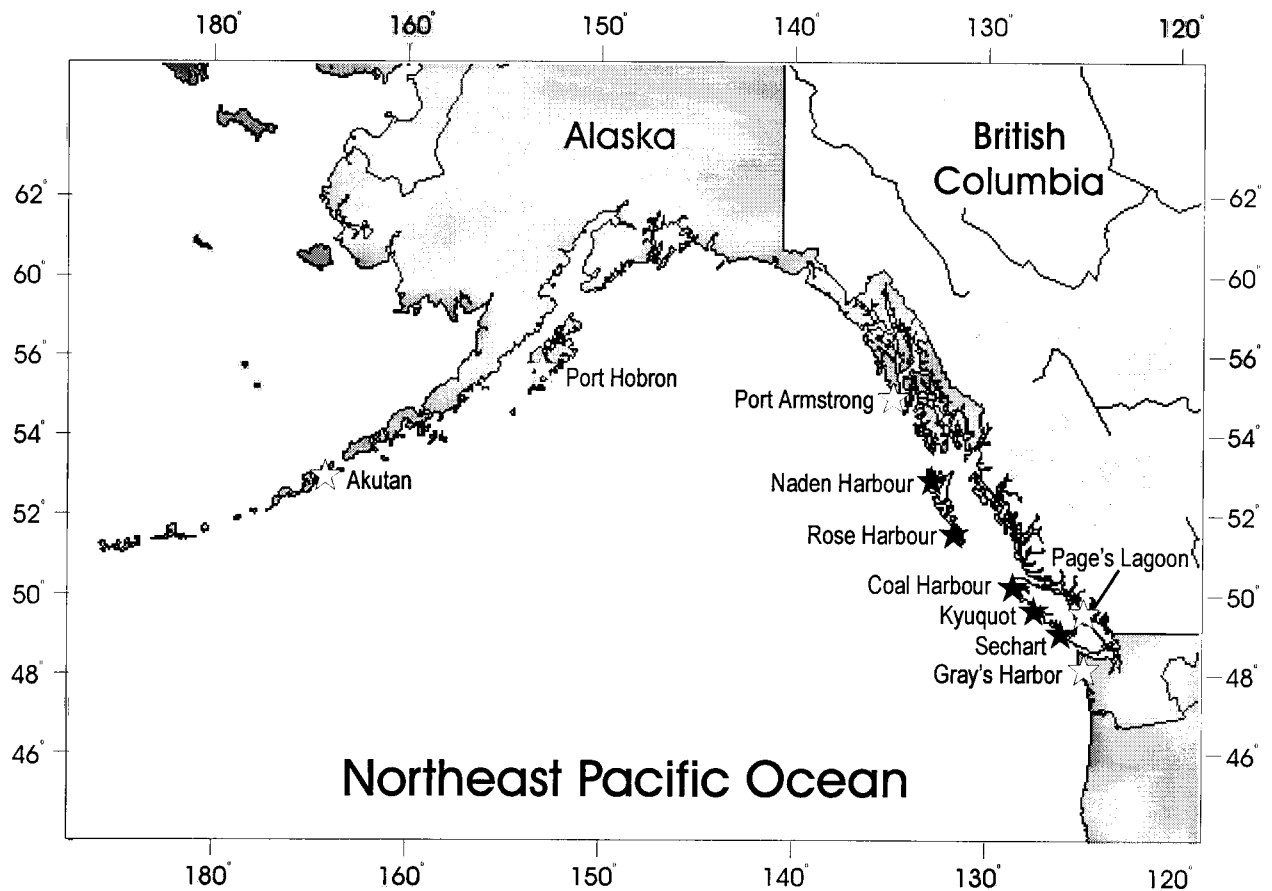 180° 160° 150° 140° 130° 120°
Alaska
British
Columbia
62° 62°
60° 60°
56° 56°
Port Hobron
Port Armstrong
54° 54°
Akutan
Naden Harbour
52° 52°
Rose Harbour
Page's Lagoon
Coal Harbour
50° 50°
Kyuquot
Sechart
Gray's Harbor
48° 48°
46° 46°
Northeast Pacific Ocean
180° 160° 150° 140° 130° 120°